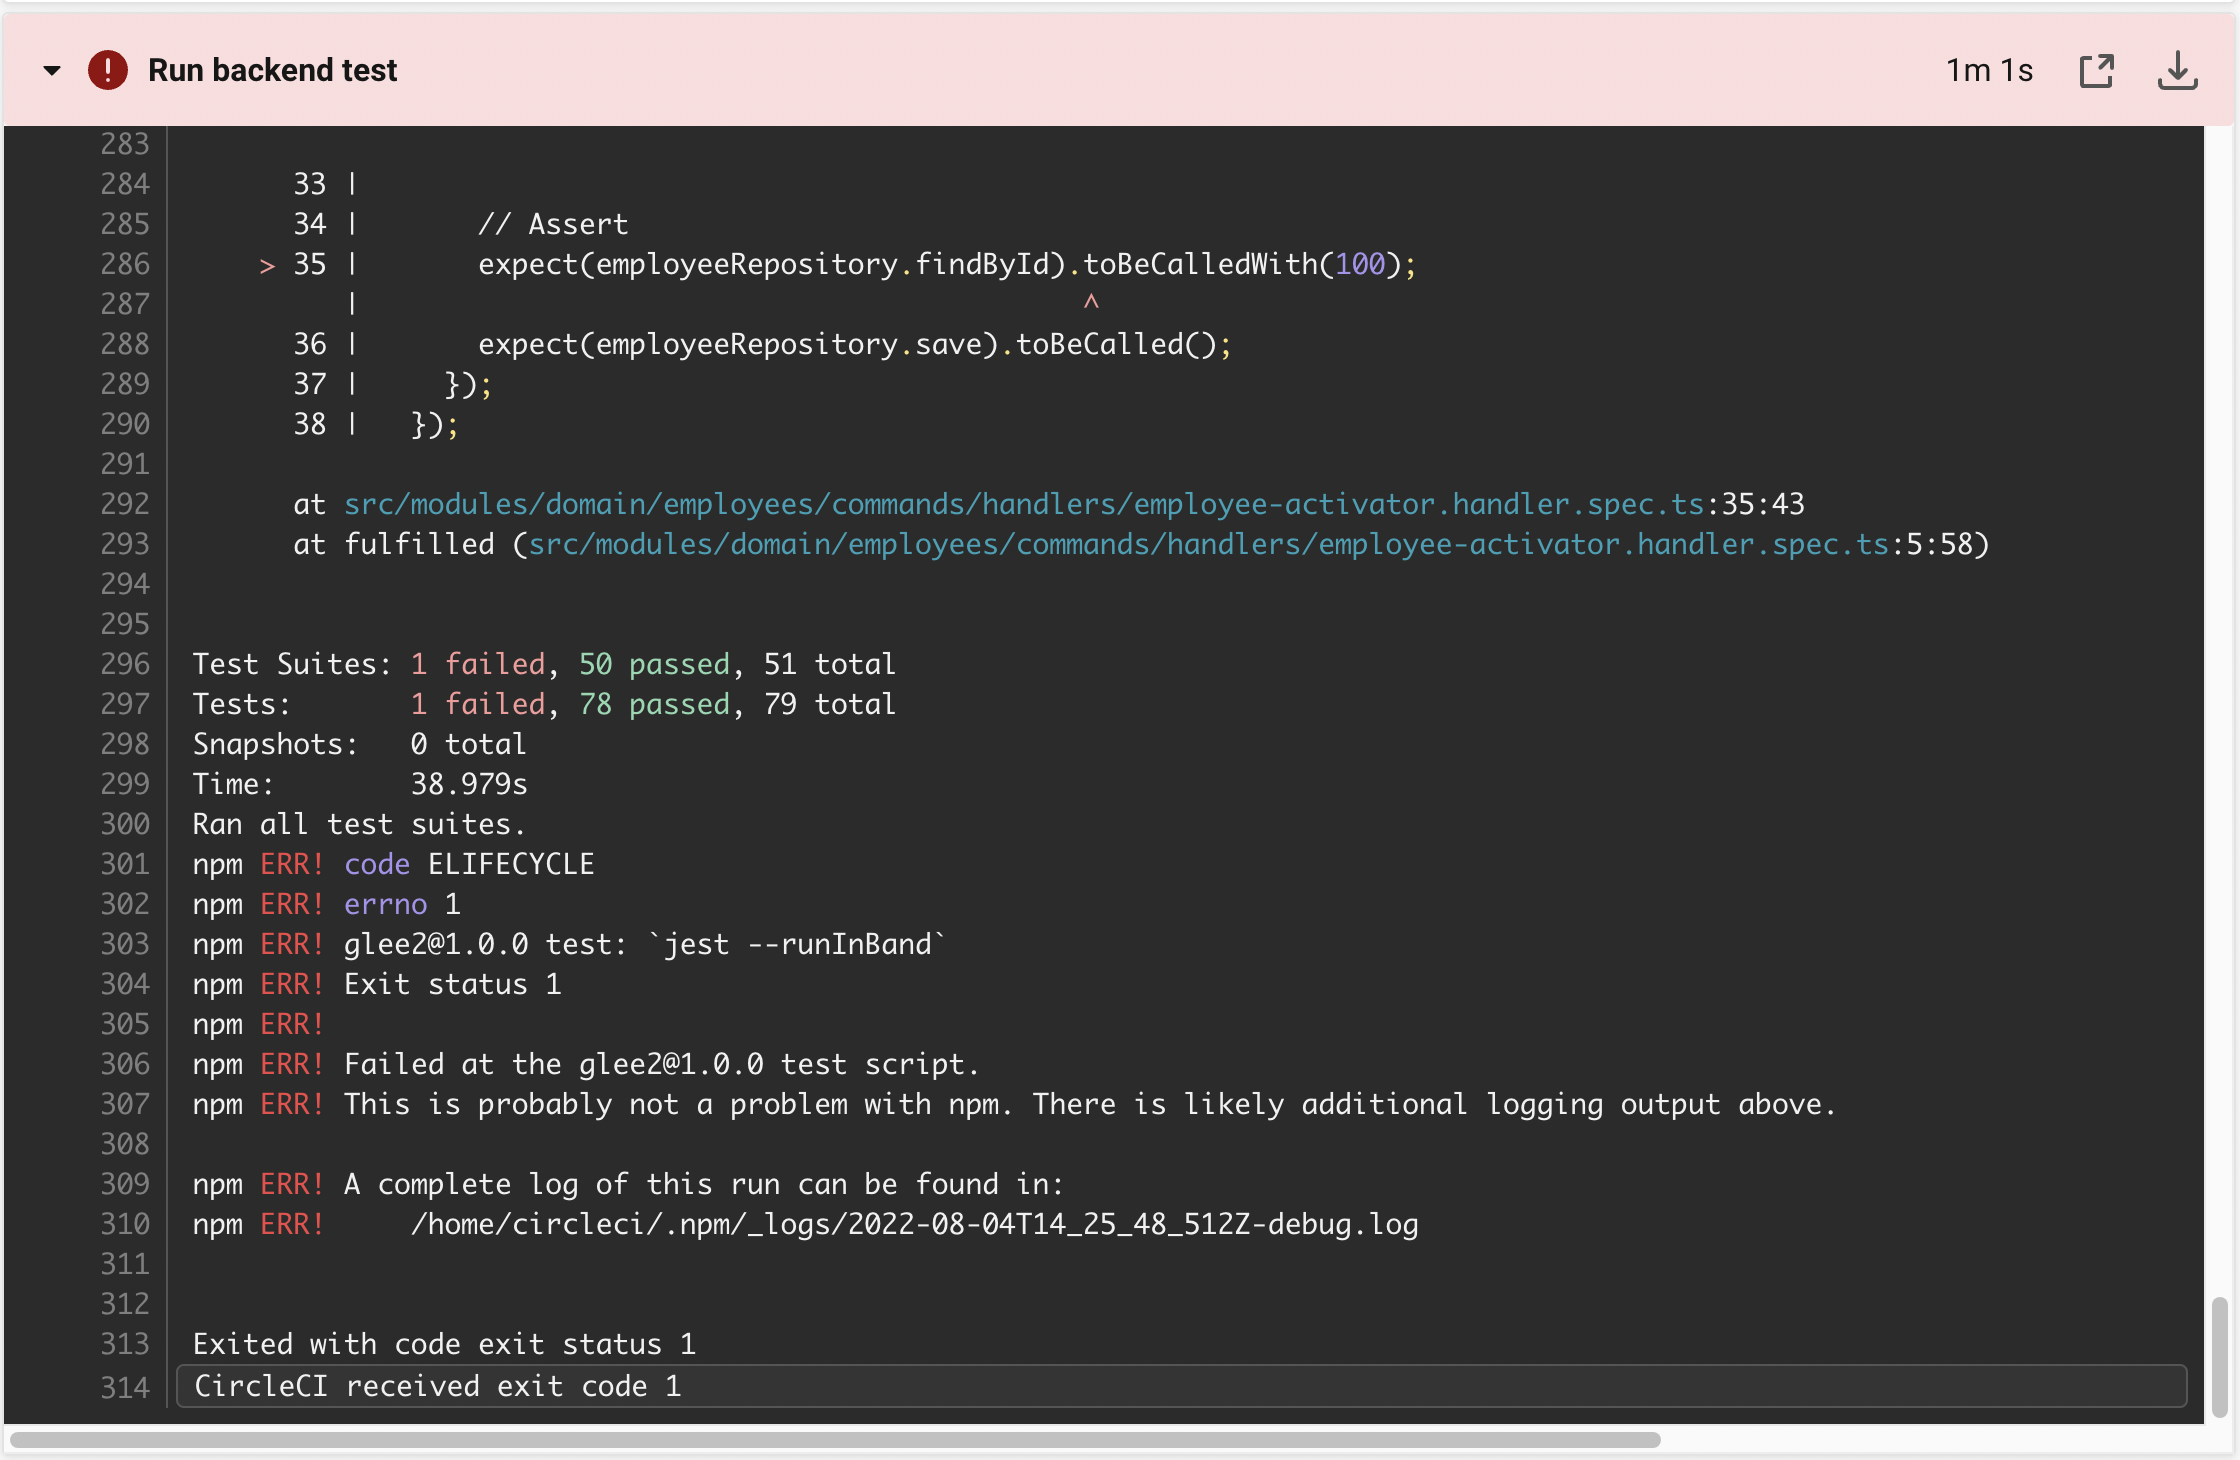 Run backend test 1m 1s
283
284 33 |
285 34 | // Assert
286 > 35 | expect(employeeRepository.findById).toBeCalledWith(100);
287 | ^
288 36 | expect(employeeRepository.save).toBeCalled();
289 37 | });
290 38 | });
291
292 at src/modules/domain/employees/commands/handlers/employee-activator.handler.spec.ts:35:43
293 at fulfilled (src/modules/domain/employees/commands/handlers/employee-activator.handler.spec.ts:5:58)
294
295
296 Test Suites: 1 failed, 50 passed, 51 total
297 Tests: 1 failed, 78 passed, 79 total
298 Snapshots: 0 total
299 Time: 38.979s
300 Ran all test suites.
301 npm ERR! code ELIFECYCLE
302 npm ERR! errno 1
303 npm ERR! glee2@1.0.0 test: `jest --runInBand`
304 npm ERR! Exit status 1
305 npm ERR!
306 npm ERR! Failed at the glee2@1.0.0 test script.
307 npm ERR! This is probably not a problem with npm. There is likely additional logging output above.
308
309 npm ERR! A complete log of this run can be found in:
310 npm ERR! /home/circleci/.npm/_logs/2022-08-04T14_25_48_512Z-debug.log
311
312
313 Exited with code exit status 1
314 CircleCI received exit code 1